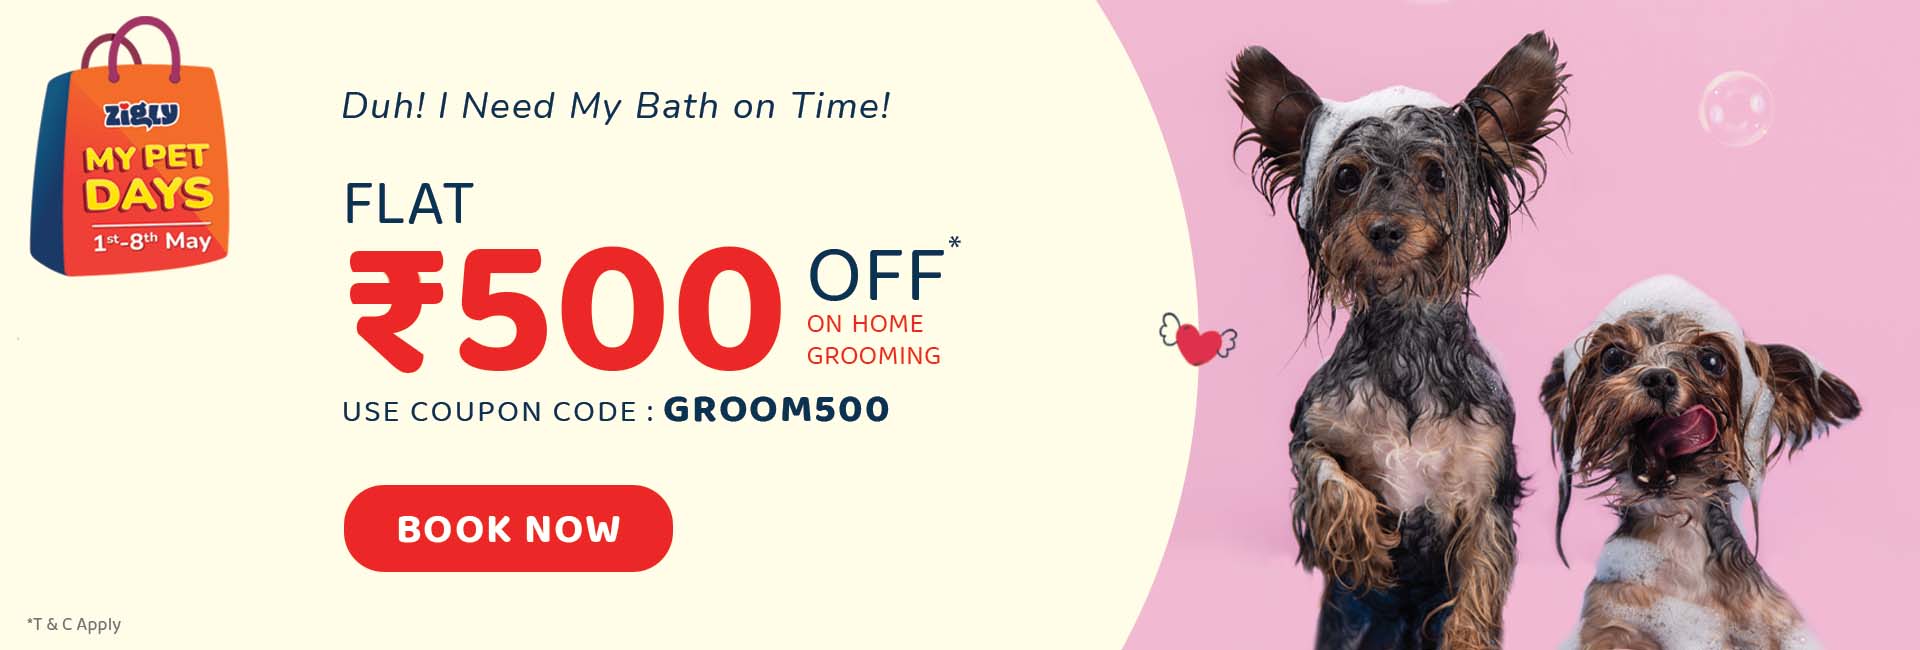 zigly
MY PET
DAYS
1st-8th May
Duh! I Need My Bath on Time!
FLAT
₹500 OFF*
ON HOME
GROOMING
USE COUPON CODE : GROOM500
BOOK NOW
*T & C Apply